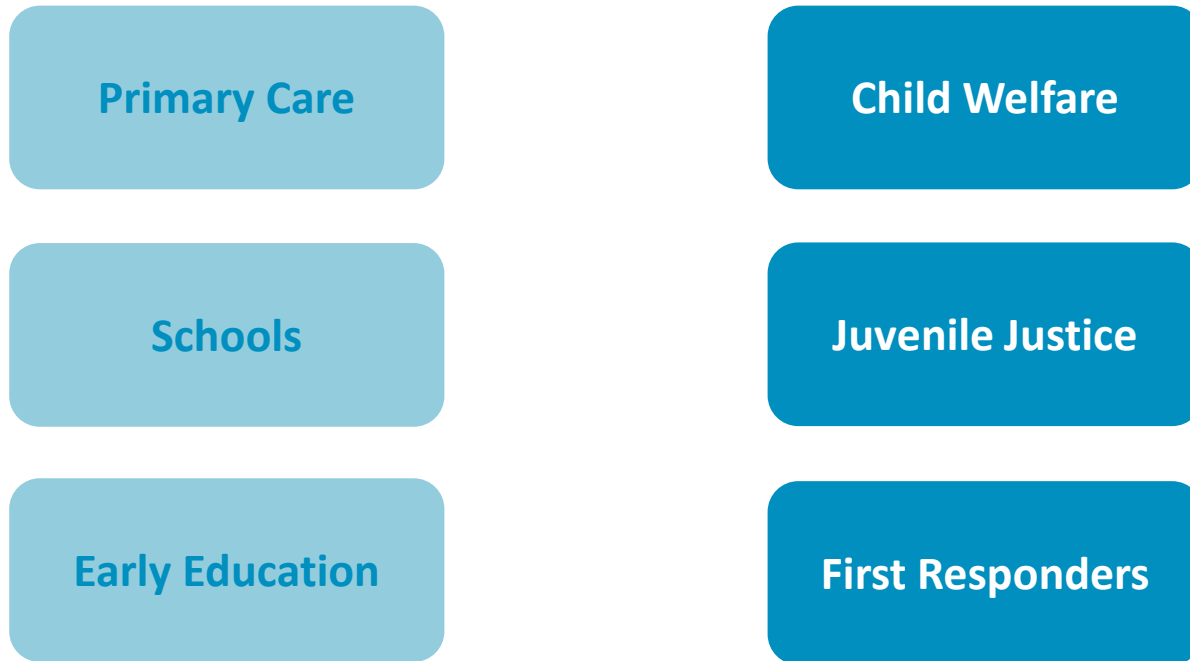 Primary Care
Child Welfare
Schools
Juvenile Justice
Early Education
First Responders